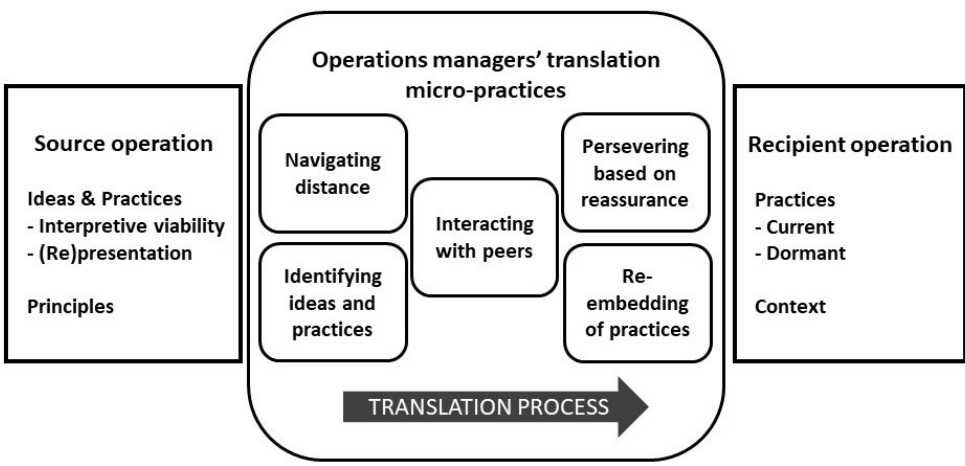 Operations managers' translation
micro-practices
Source operation
Ideas & Practices
- Interpretive viability
- (Re)presentation
Principles
Navigating
distance
Identifying
ideas and
practices
Interacting
with peers
Persevering
based on
reassurance
Re-
embedding
of practices
TRANSLATION PROCESS
Recipient operation
Practices
- Current
- Dormant
Context